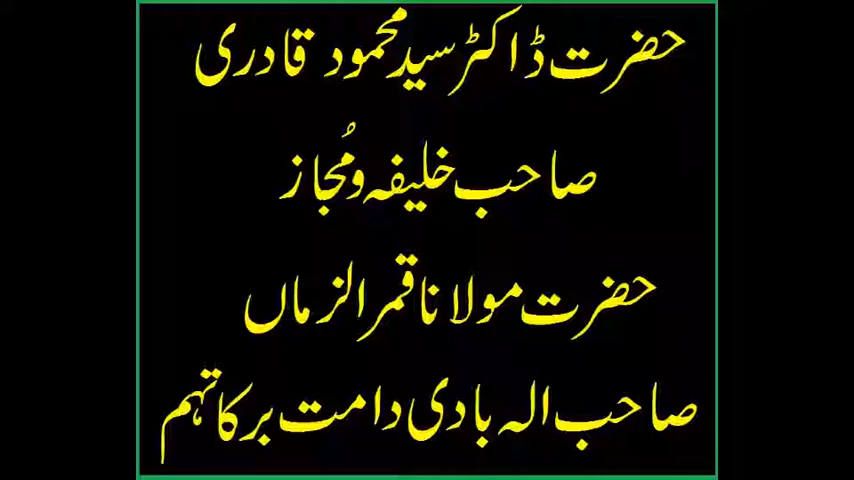 حضرت ڈاکٹر سید محمود قادری
صاحب خلیفہ و مُجاز
حضرت مولانا قمر الزماں
صاحب الہ بادی دامت برکاتہم